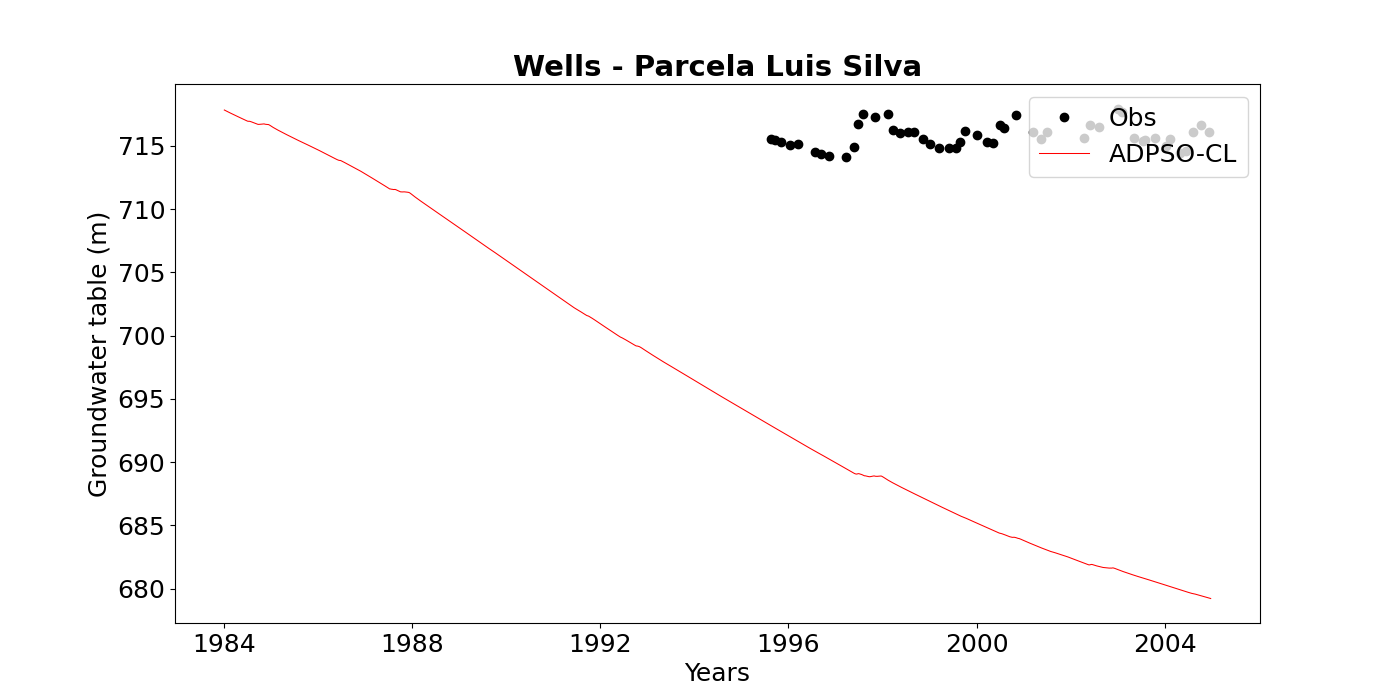 Wells - Parcela Luis Silva
Obs
ADPSO-CL
Groundwater table (m)
715
710
705
700
695
690
685
680
1984 1988 1992 1996 2000 2004
Years